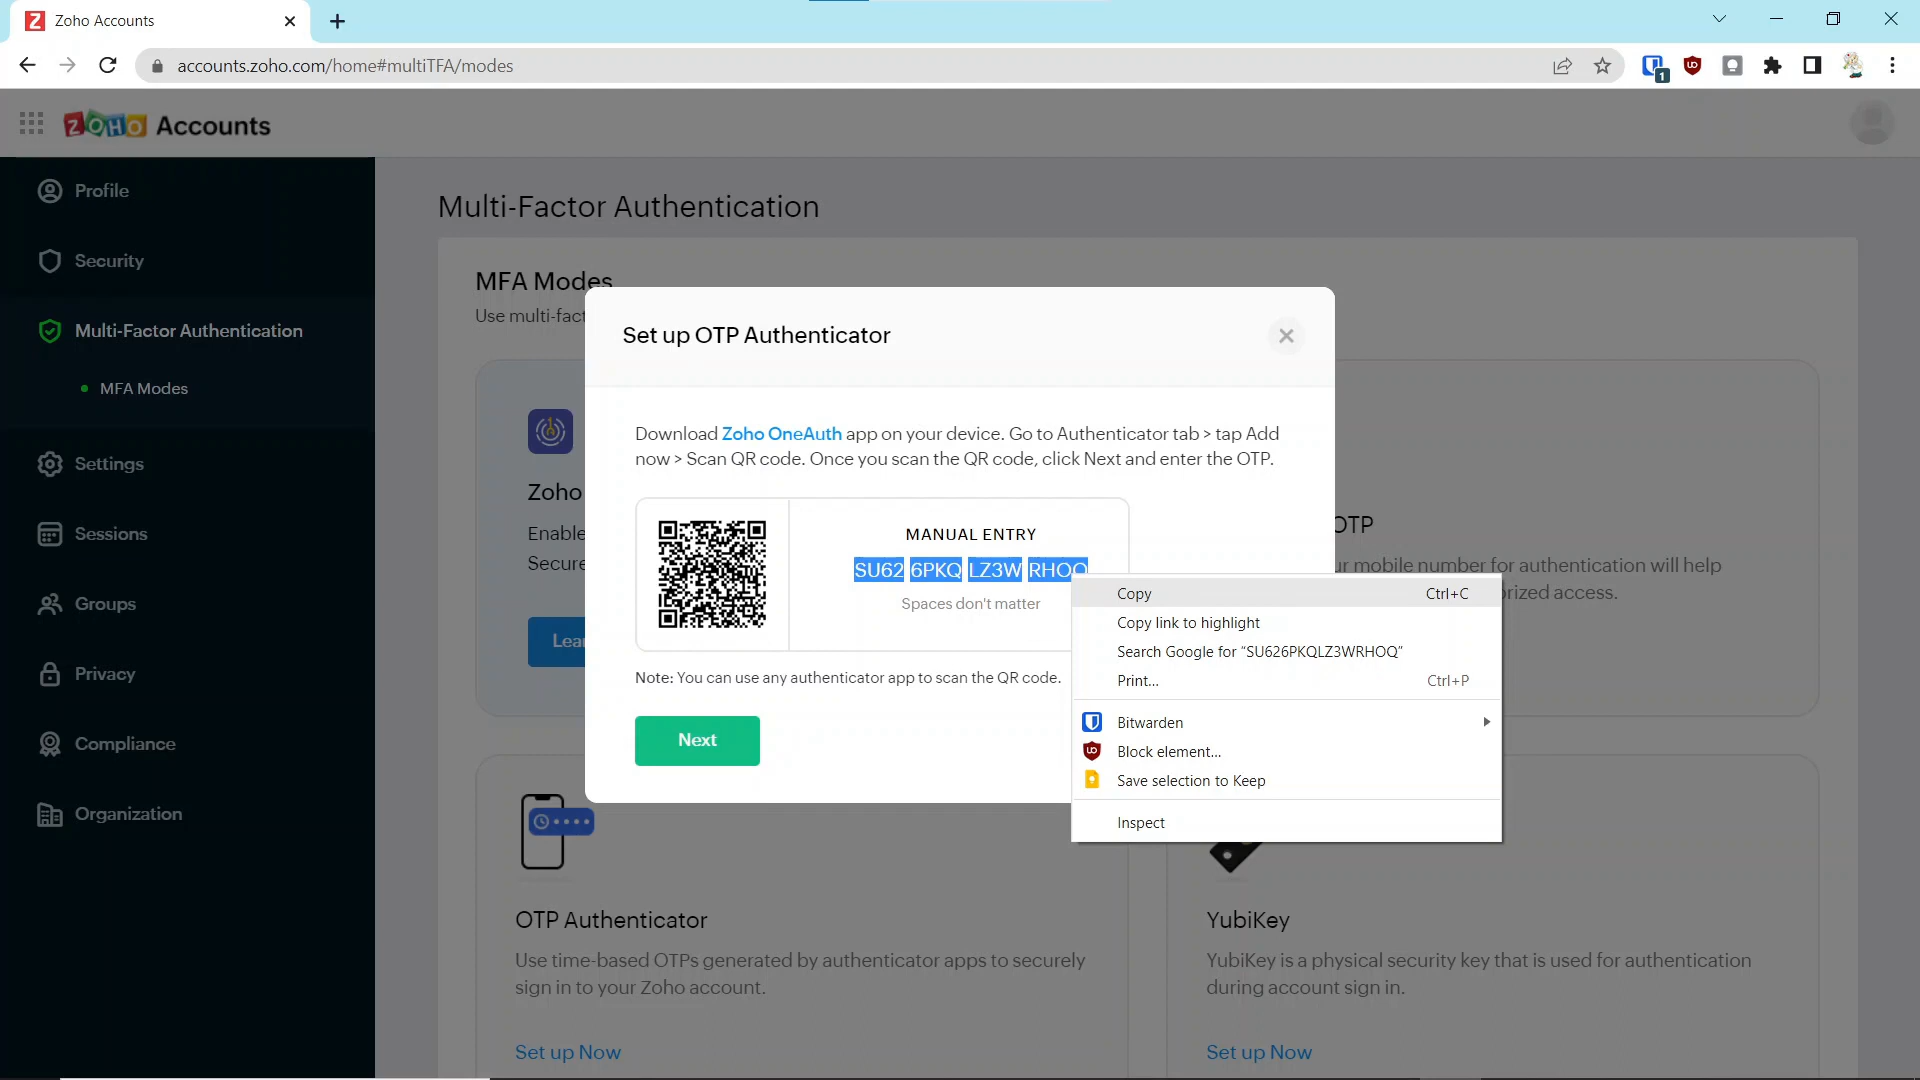 Zoho Accounts
accounts.zoho.com/home#multiTFA/modes
1
ZOHO Accounts
Profile
Security
Multi-Factor Authentication
MFA Modes
Settings
Sessions
Groups
Privacy
Compliance
Organization
Multi-Factor Authentication
MFA Modes
Use multi-fact
Zoho
Enable
Secure
Lear
Set up OTP Authenticator
Download Zoho OneAuth app on your device. Go to Authenticator tab > tap Add
now > Scan QR code. Once you scan the QR code, click Next and enter the OTP.
MANUAL ENTRY
SU62 6PKQ LZ3W RHOQ
Spaces don't matter
Note: You can use any authenticator app to scan the QR code.
Next
OTP
ur mobile number for authentication will help
orized access.
Copy Ctrl+C
Copy link to highlight
Search Google for “SU626PKQLZ3WRHOQ”
Print... Ctrl+P
Bitwarden
Block element...
Save selection to Keep
Inspect
OTP Authenticator
Use time-based OTPs generated by authenticator apps to securely
sign in to your Zoho account.
Set up Now
YubiKey
YubiKey is a physical security key that is used for authentication
during account sign in.
Set up Now